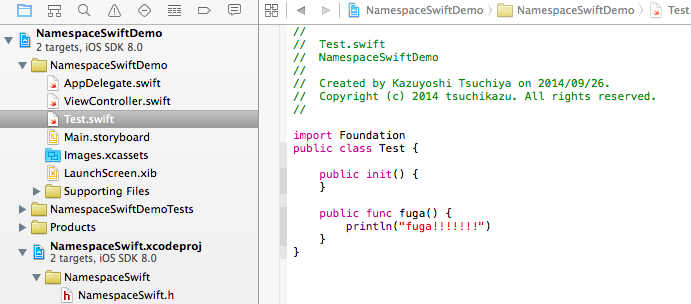 NamespaceSwiftDemo
2 targets, iOS SDK 8.0
NamespaceSwiftDemo
AppDelegate.swift
ViewController.swift
Test.swift
Main.storyboard
Images.xcassets
LaunchScreen.xib
Supporting Files
NamespaceSwiftDemoTests
Products
NamespaceSwift.xcodeproj
2 targets, iOS SDK 8.0
NamespaceSwift
h NamespaceSwift.h
NamespaceSwiftDemo NamespaceSwiftDemo Test
//
//  Test.swift
//  NamespaceSwiftDemo
//
//  Created by Kazuyoshi Tsuchiya on 2014/09/26.
//  Copyright (c) 2014 tsuchikazu. All rights reserved.
//
import Foundation
public class Test {
    public init() {
    }
    public func fuga() {
        println("fuga!!!!!!!")
    }
}